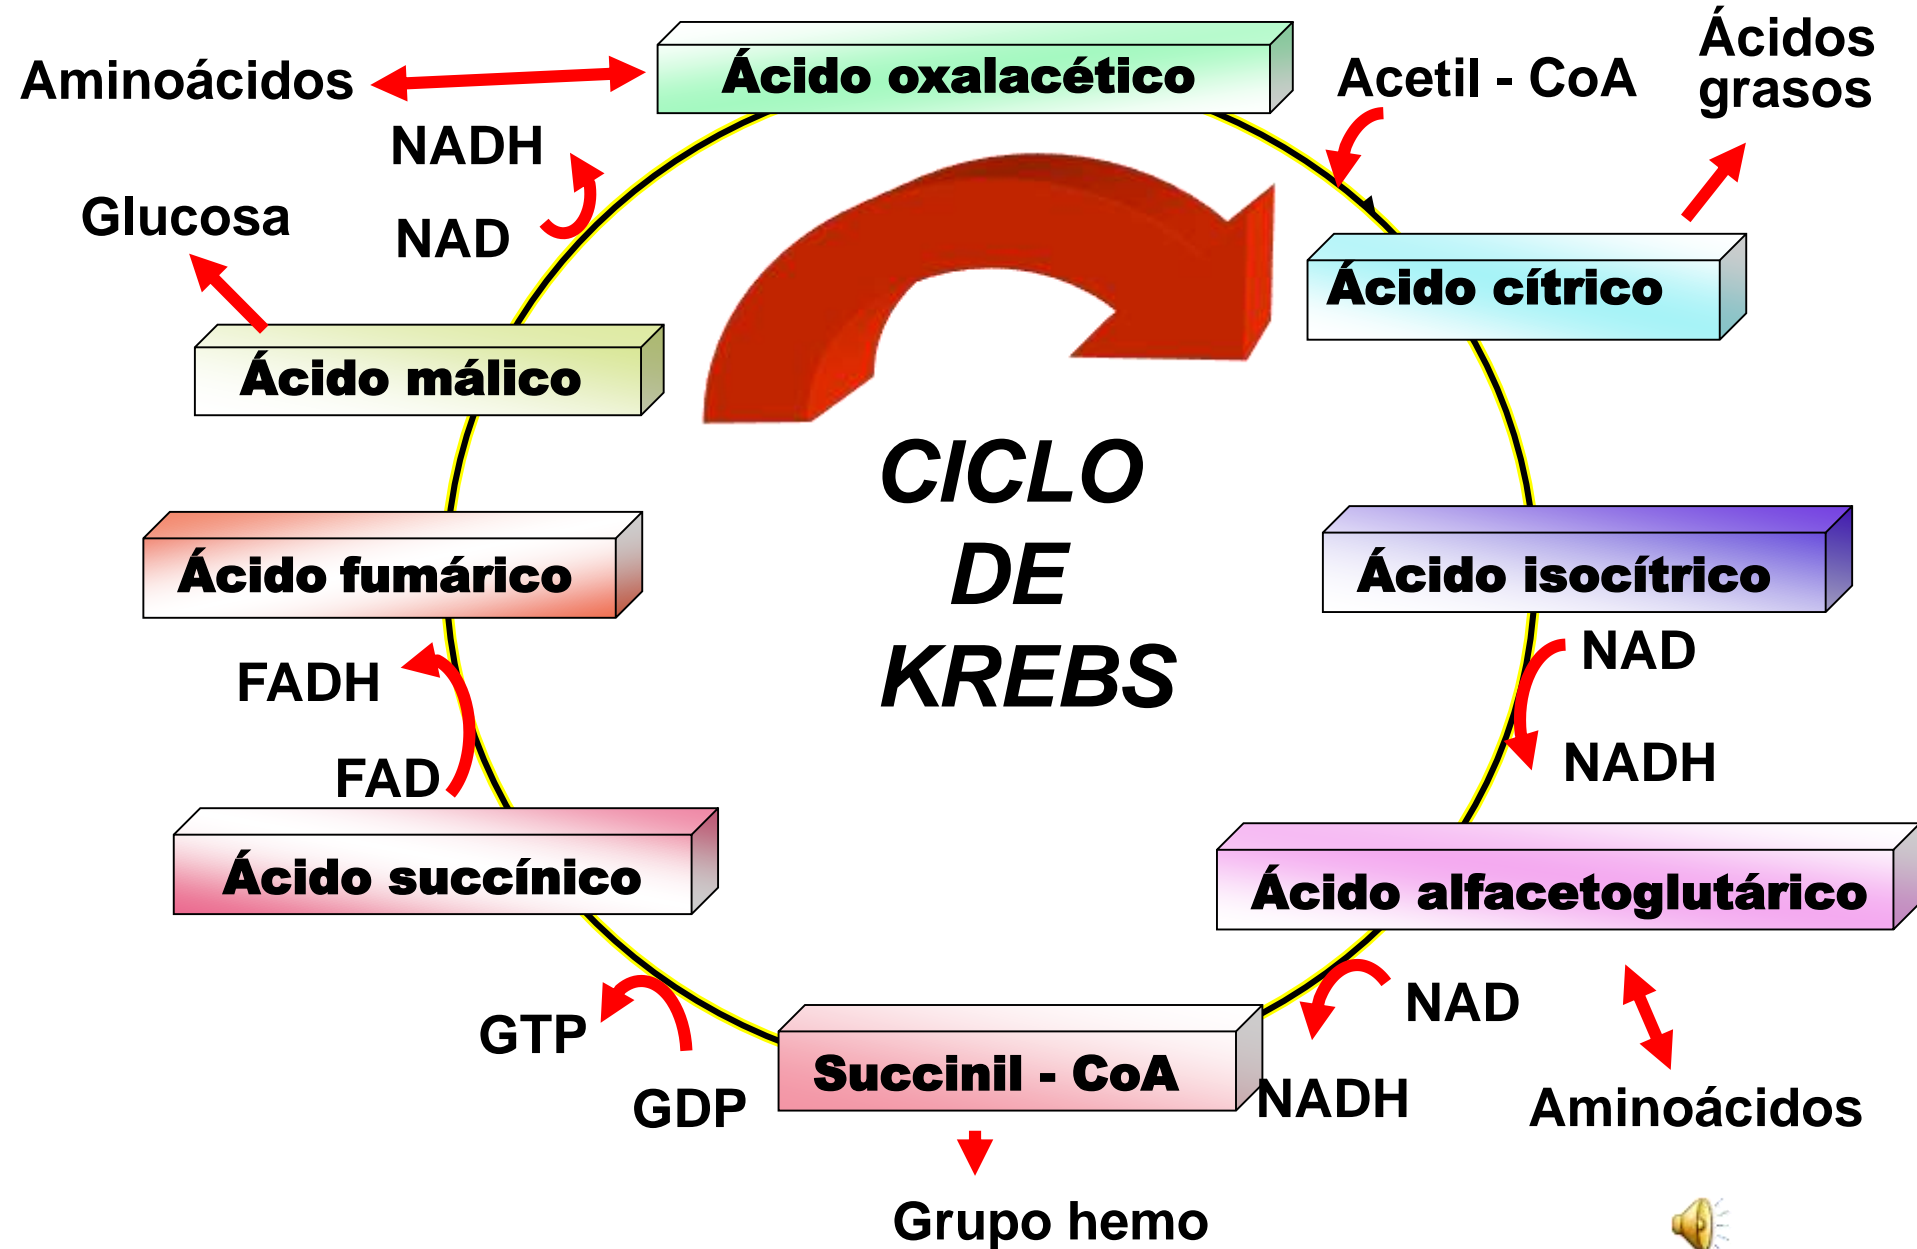 Ácido oxalacético
Aminoácidos
Acetil - CoA
Ácidos
grasos
NADH
NAD
Glucosa
Ácido cítrico
Ácido málico
CICLO
DE
KREBS
Ácido fumárico
Ácido isocítrico
FADH
FAD
NAD
NADH
Ácido succínico
Ácido alfacetoglutárico
GTP
GDP
Succinil - CoA
NAD
NADH
Aminoácidos
Grupo hemo